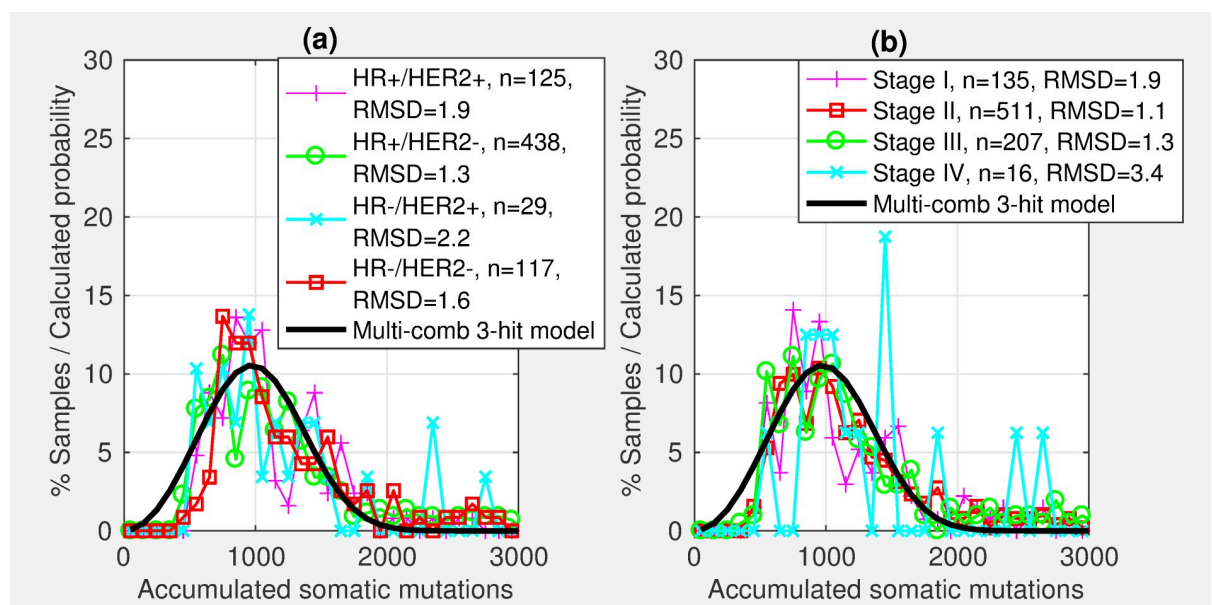 (a)
% Samples / Calculated probability
30
25
20
15
10
5
0
HR+/HER2+, n=125,
RMSD=1.9
HR+/HER2-, n=438,
RMSD=1.3
HR-/HER2+, n=29,
RMSD=2.2
HR-/HER2-, n=117,
RMSD=1.6
Multi-comb 3-hit model
0 1000 2000 3000
Accumulated somatic mutations
(b)
% Samples / Calculated probability
30
25
20
15
10
5
0
Stage I, n=135, RMSD=1.9
Stage II, n=511, RMSD=1.1
Stage III, n=207, RMSD=1.3
Stage IV, n=16, RMSD=3.4
Multi-comb 3-hit model
0 1000 2000 3000
Accumulated somatic mutations